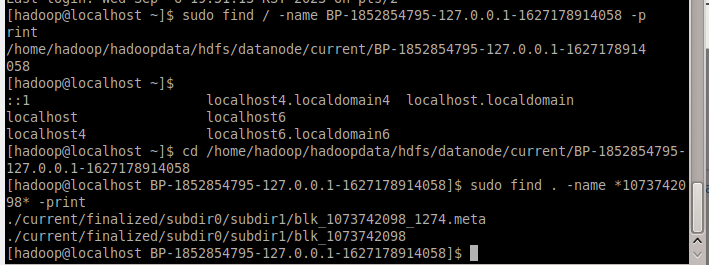 [hadoop@localhost ~]$ sudo find / -name BP-1852854795-127.0.0.1-1627178914058 -p
rint
/home/hadoop/hadoopdata/hdfs/datanode/current/BP-1852854795-127.0.0.1-1627178914
058
[hadoop@localhost ~]$
::1 localhost4.localdomain4 localhost.localdomain
localhost localhost6
localhost4 localhost6.localdomain6
[hadoop@localhost ~]$ cd /home/hadoop/hadoopdata/hdfs/datanode/current/BP-1852854795-
127.0.0.1-1627178914058
[hadoop@localhost BP-1852854795-127.0.0.1-1627178914058]$ sudo find . -name *10737420
98* -print
./current/finalized/subdir0/subdir1/blk_1073742098_1274.meta
./current/finalized/subdir0/subdir1/blk_1073742098
[hadoop@localhost BP-1852854795-127.0.0.1-1627178914058]$